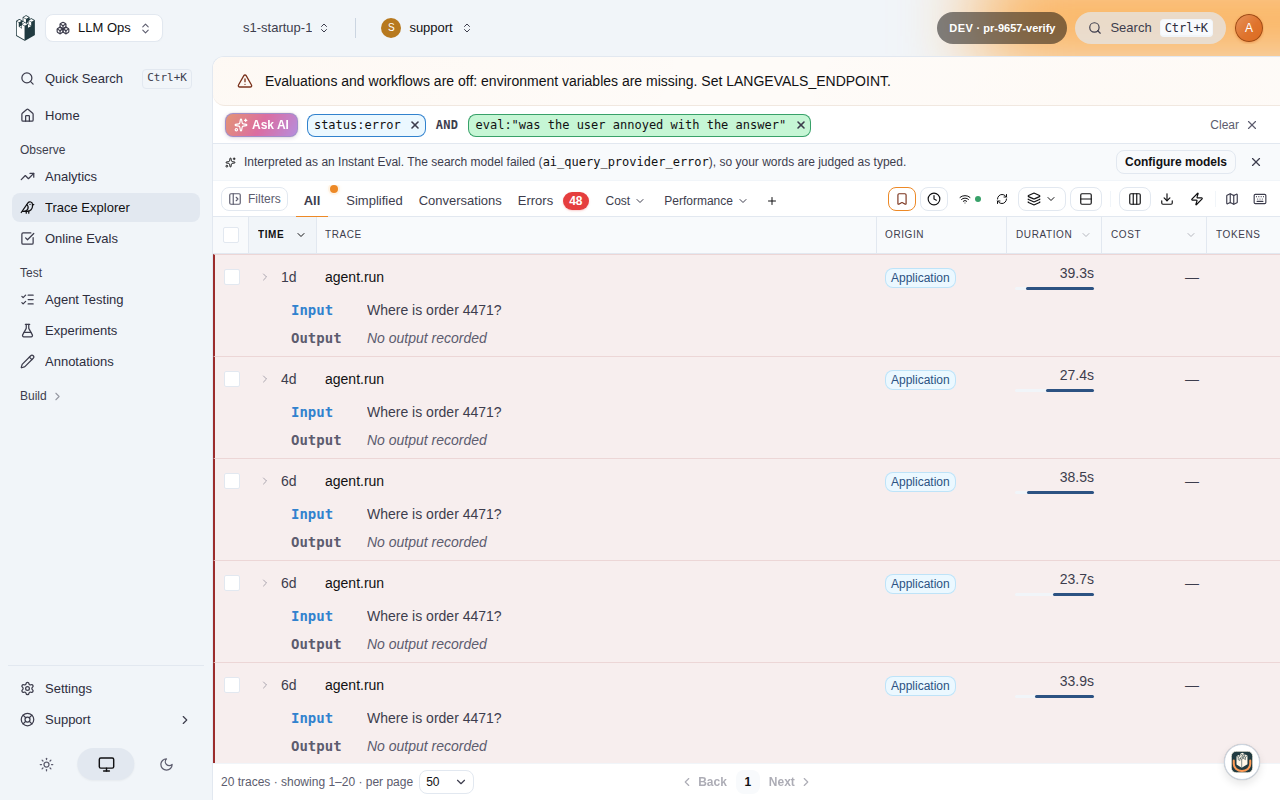 LLM Ops
s1-startup-1
S
support
DEV · pr-9657-verify
Search Ctrl+K
A
Quick Search Ctrl+K
Home
Observe
Analytics
Trace Explorer
Online Evals
Test
Agent Testing
Experiments
Annotations
Build
Settings
Support
Evaluations and workflows are off: environment variables are missing. Set LANGEVALS_ENDPOINT.
Ask AI status:error AND eval:"was the user annoyed with the answer" Clear
Interpreted as an Instant Eval. The search model failed (ai_query_provider_error), so your words are judged as typed. Configure models
Filters All Simplified Conversations Errors 48 Cost Performance
TIME TRACE ORIGIN DURATION COST TOKENS
1d agent.run Application 39.3s —
Input Where is order 4471?
Output No output recorded
4d agent.run Application 27.4s —
Input Where is order 4471?
Output No output recorded
6d agent.run Application 38.5s —
Input Where is order 4471?
Output No output recorded
6d agent.run Application 23.7s —
Input Where is order 4471?
Output No output recorded
6d agent.run Application 33.9s —
Input Where is order 4471?
Output No output recorded
20 traces · showing 1–20 · per page 50 Back 1 Next